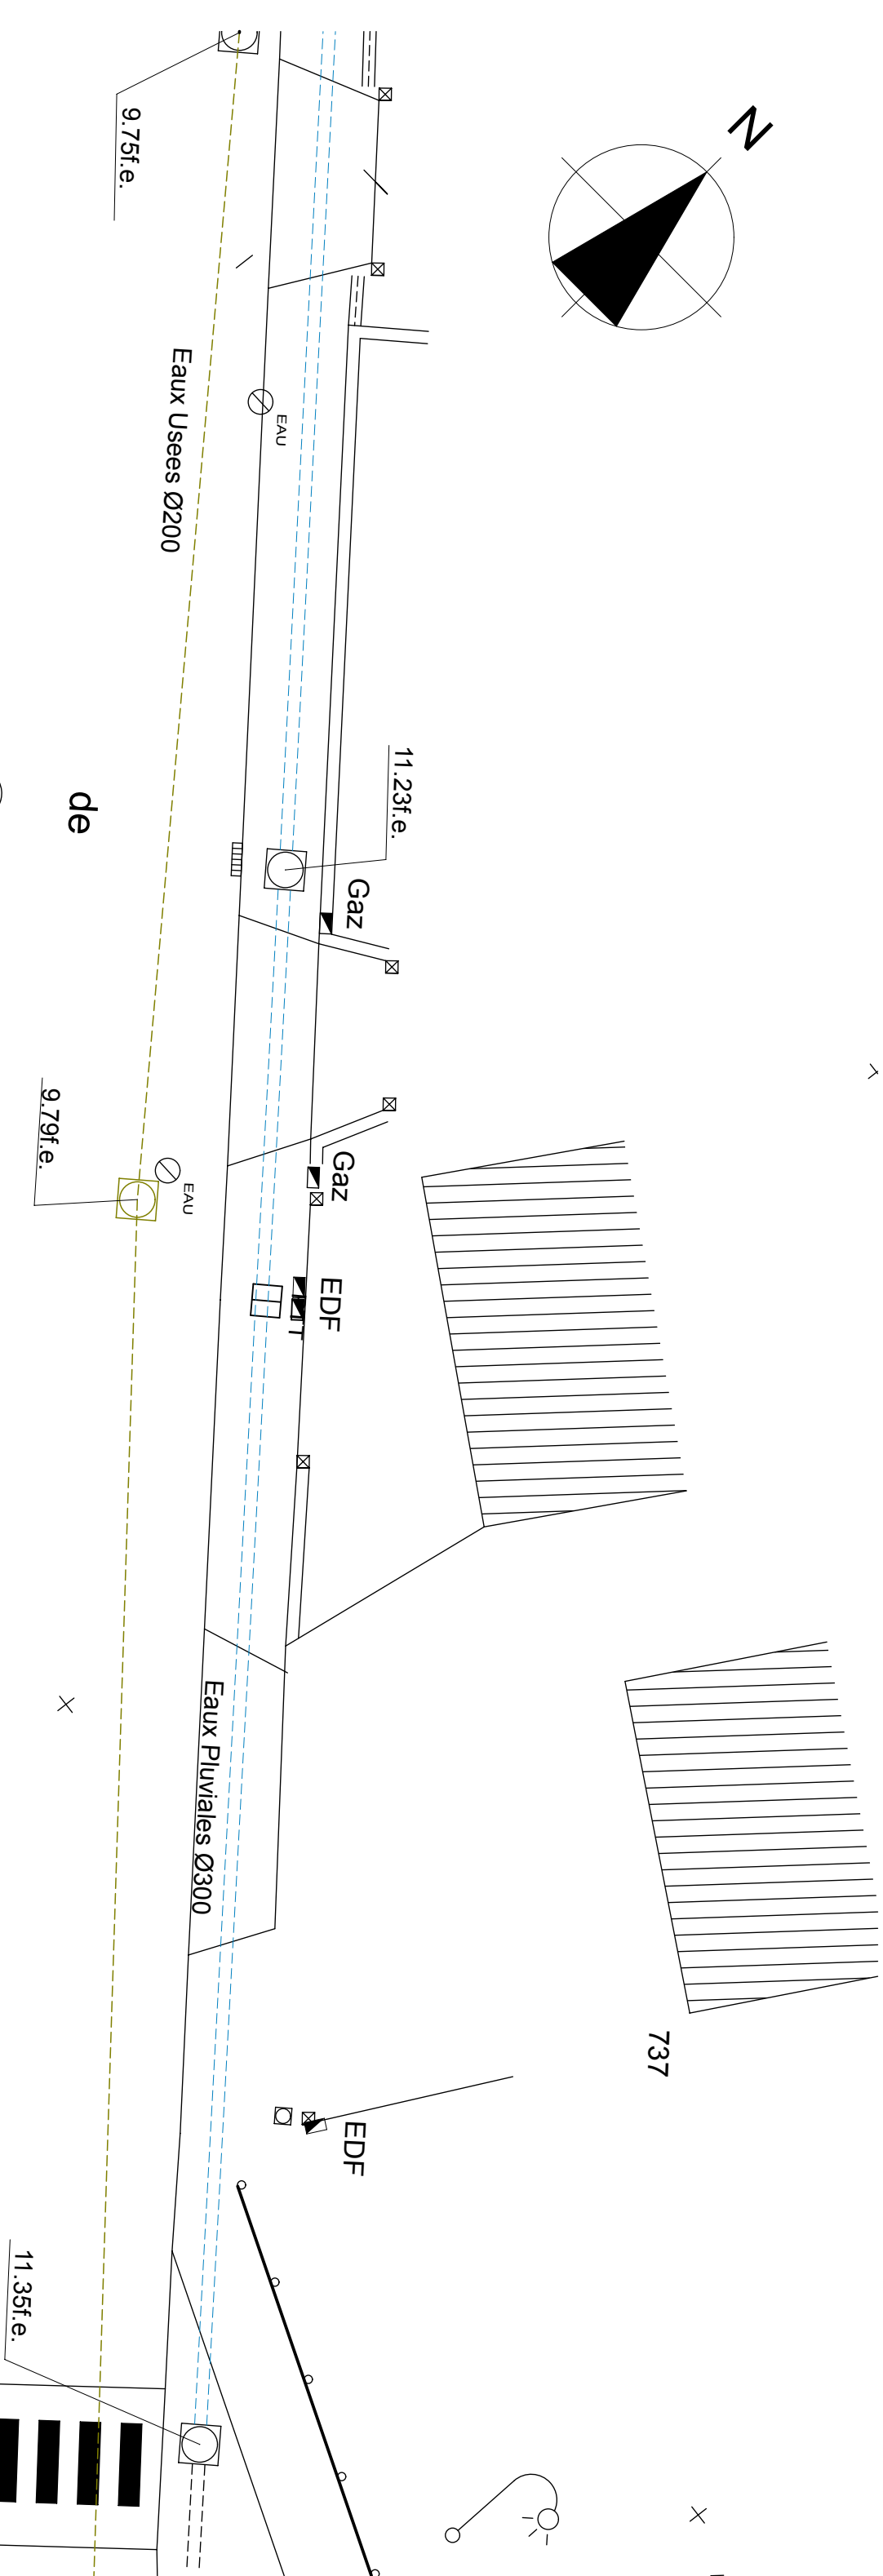 N
9.75f.e.
Eaux Usees Ø200
EAU
11.23f.e.
de
Gaz
9.79f.e.
Gaz
EAU
EDF
Eaux Pluviales Ø300
737
EDF
11.35f.e.